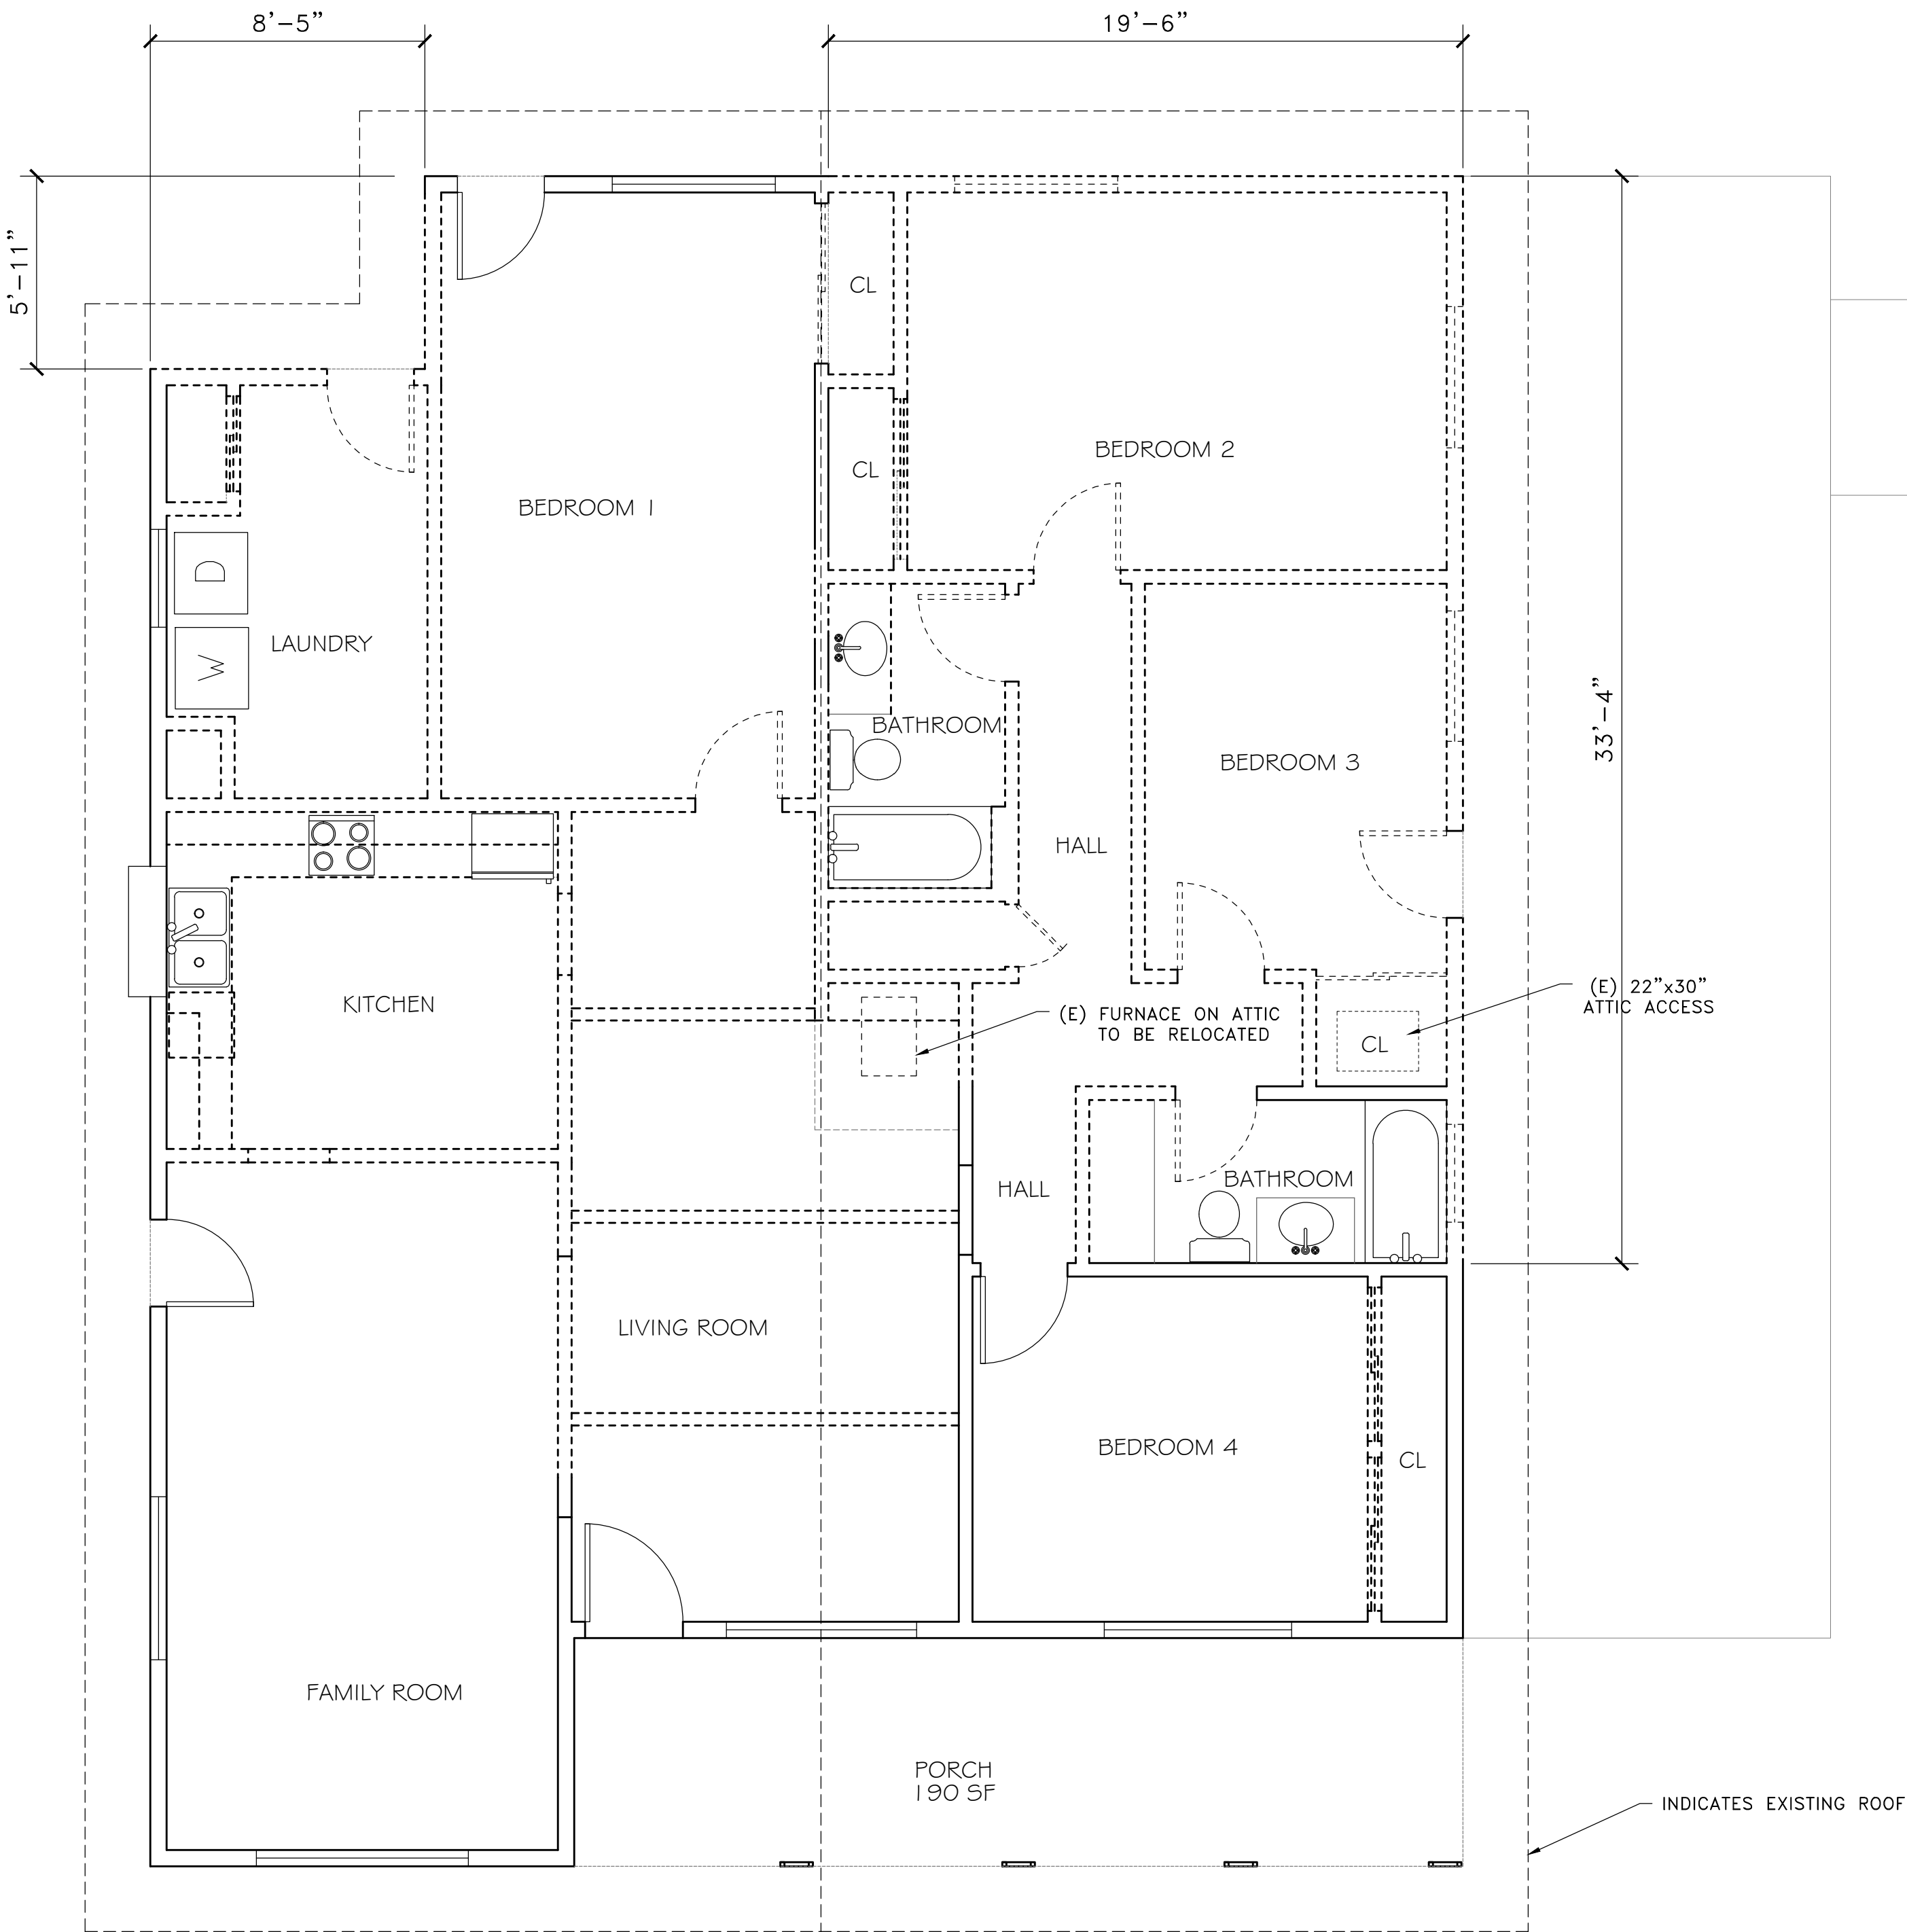 8'-5"
19'-6"
5'-11"
CL
BEDROOM 2
CL
BEDROOM 1
D
LAUNDRY
W
33'-4"
BATHROOM
BEDROOM 3
HALL
KITCHEN
(E) FURNACE ON ATTIC
TO BE RELOCATED
(E) 22"x30"
ATTIC ACCESS
CL
BATHROOM
HALL
LIVING ROOM
BEDROOM 4
CL
FAMILY ROOM
PORCH
190 SF
INDICATES EXISTING ROOF